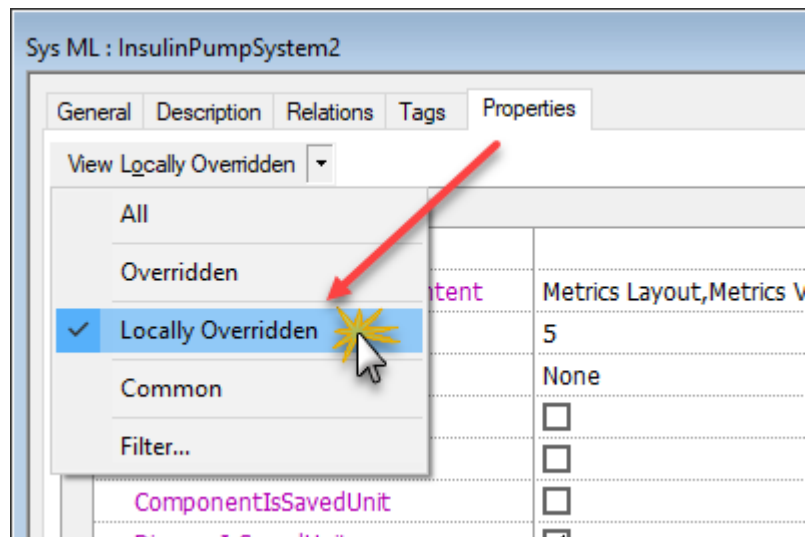 Sys ML : InsulinPumpSystem2
General Description Relations Tags Properties
View Locally Overridden
All
Overridden
Metrics Layout,Metrics V
Locally Overridden
5
Common
None
Filter...
ComponentIsSavedUnit